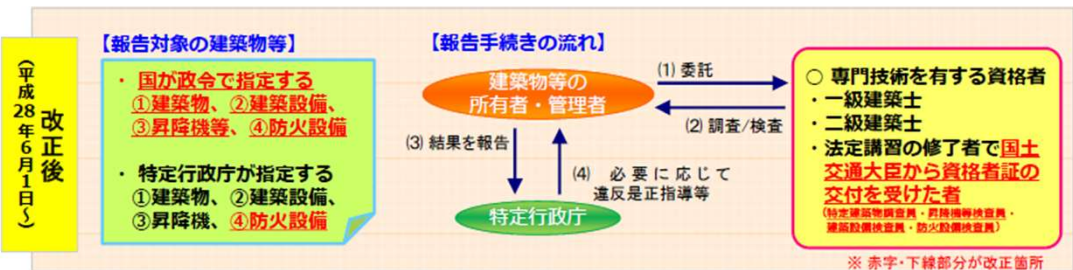 改正後
（平成28年6月1日～）
【報告対象の建築物等】
・ 国が政令で指定する
①建築物、②建築設備、
③昇降機等、④防火設備
・ 特定行政庁が指定する
①建築物、②建築設備、
③昇降機、④防火設備
【報告手続きの流れ】
建築物等の
所有者・管理者
(1) 委託
(2) 調査/検査
(3) 結果を報告
(4) 必要に応じて
違反是正指導等
特定行政庁
○ 専門技術を有する資格者
・一級建築士
・二級建築士
・法定講習の修了者で国土
交通大臣から資格者証の
交付を受けた者
（特定建築物調査員・昇降機等検査員・
建築設備検査員・防火設備検査員）
※ 赤字・下線部分が改正箇所